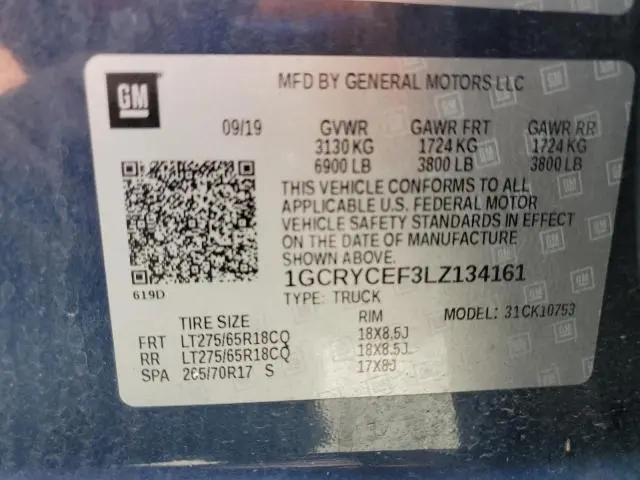 GM
MFD BY GENERAL MOTORS LLC
09/19 GVWR GAWR FRT GAWR RR
3130 KG 1724 KG 1724 KG
6900 LB 3800 LB 3800 LB
THIS VEHICLE CONFORMS TO ALL
APPLICABLE U.S. FEDERAL MOTOR
VEHICLE SAFETY STANDARDS IN EFFECT
ON THE DATE OF MANUFACTURE
SHOWN ABOVE.
619D
1GCRYCEF3LZ134161
TYPE: TRUCK
MODEL: 31CK10753
TIRE SIZE RIM
FRT LT275/65R18CQ 18X8.5J
RR LT275/65R18CQ 18X8.5J
SPA 265/70R17 S 17X8J